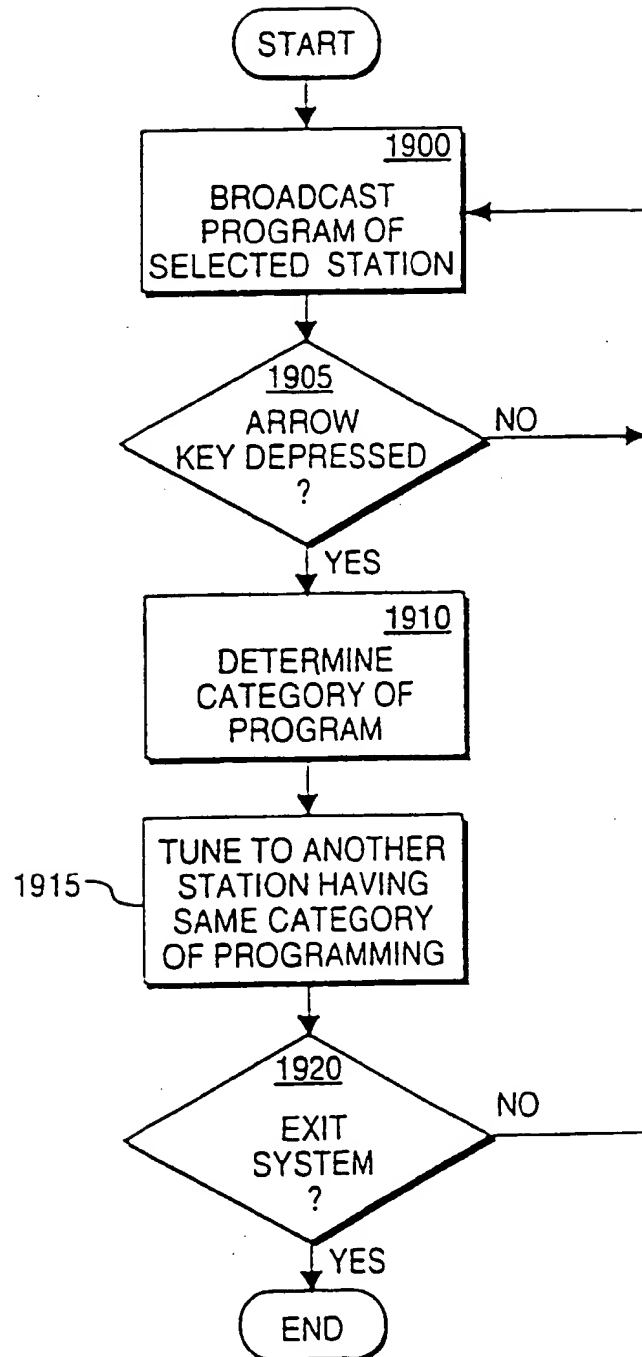 START
1900
BROADCAST
PROGRAM OF
SELECTED STATION
1905
ARROW
KEY DEPRESSED
?
NO
YES
1910
DETERMINE
CATEGORY OF
PROGRAM
1915
TUNE TO ANOTHER
STATION HAVING
SAME CATEGORY
OF PROGRAMMING
1920
EXIT
SYSTEM
?
NO
YES
END